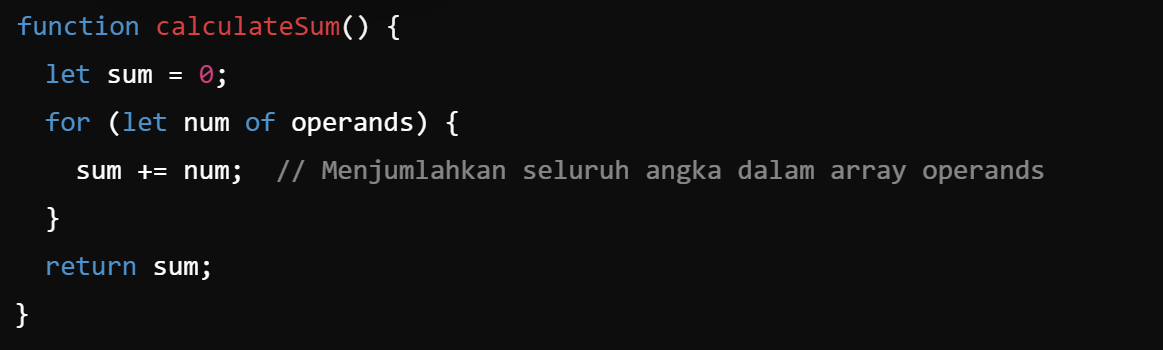 function calculateSum() {
  let sum = 0;
  for (let num of operands) {
    sum += num;  // Menjumlahkan seluruh angka dalam array operands
  }
  return sum;
}